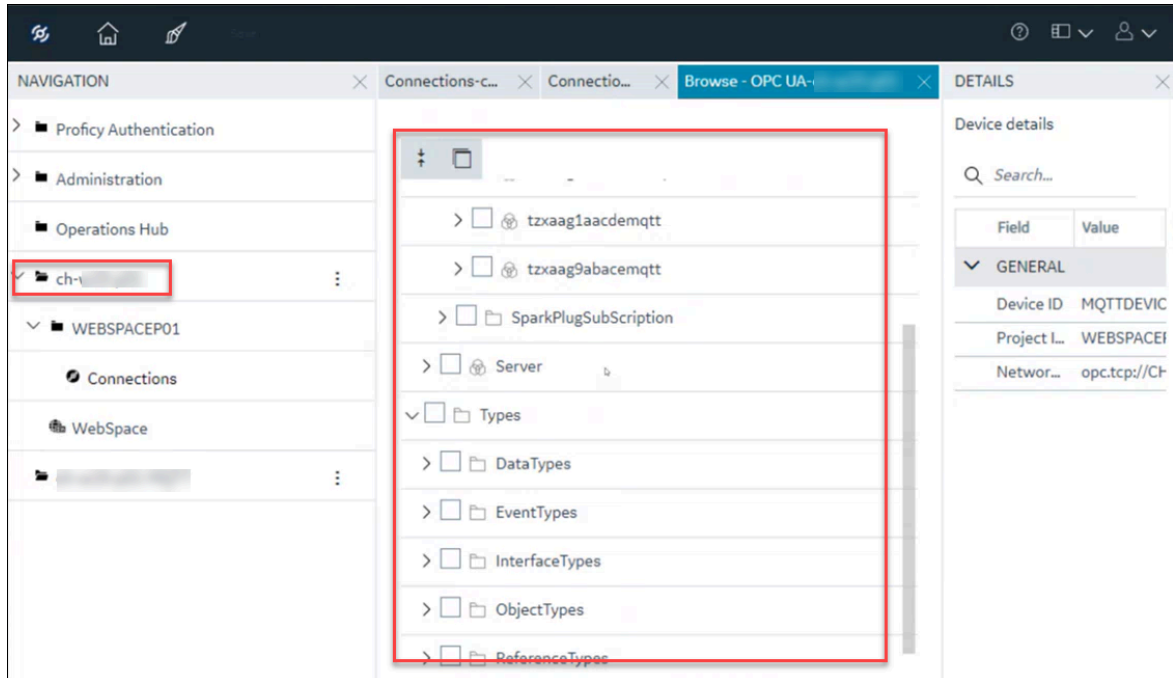 Save
NAVIGATION
Proficy Authentication
Administration
Operations Hub
ch-
WEBSPACEP01
Connections
WebSpace
Connections-c...
Connectio...
Browse - OPC UA-
tzxaag1aacdemqtt
tzxaag9abacemqtt
SparkPlugSubScription
Server
Types
DataTypes
EventTypes
InterfaceTypes
ObjectTypes
ReferenceTypes
DETAILS
Device details
Search...
Field Value
GENERAL
Device ID MQTTDEVIC
Project I... WEBSPACEP
Networ... opc.tcp://CH